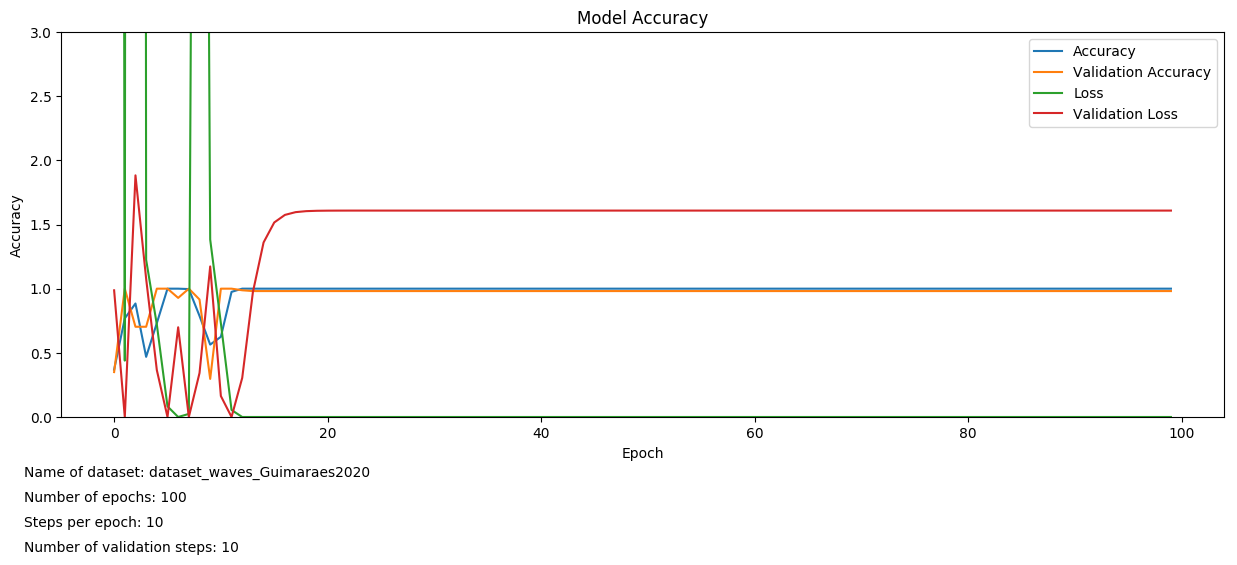 Model Accuracy
3.0
2.5
2.0
1.5
1.0
0.5
0.0
Accuracy
Accuracy
Validation Accuracy
Loss
Validation Loss
0 20 40 60 80 100
Epoch
Name of dataset: dataset_waves_Guimaraes2020
Number of epochs: 100
Steps per epoch: 10
Number of validation steps: 10